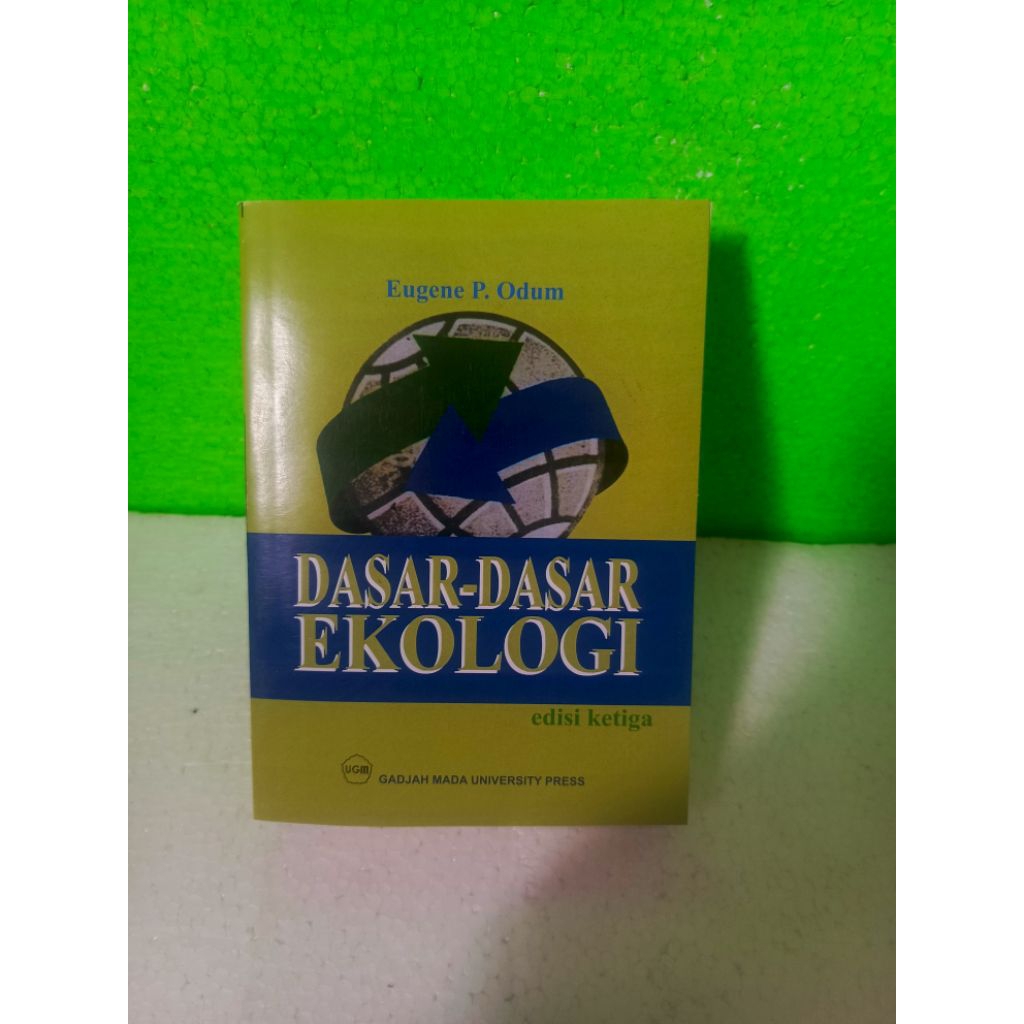 Eugene P. Odum
DASAR-DASAR
EKOLOGI
edisi ketiga
UGM
GADJAH MADA UNIVERSITY PRESS